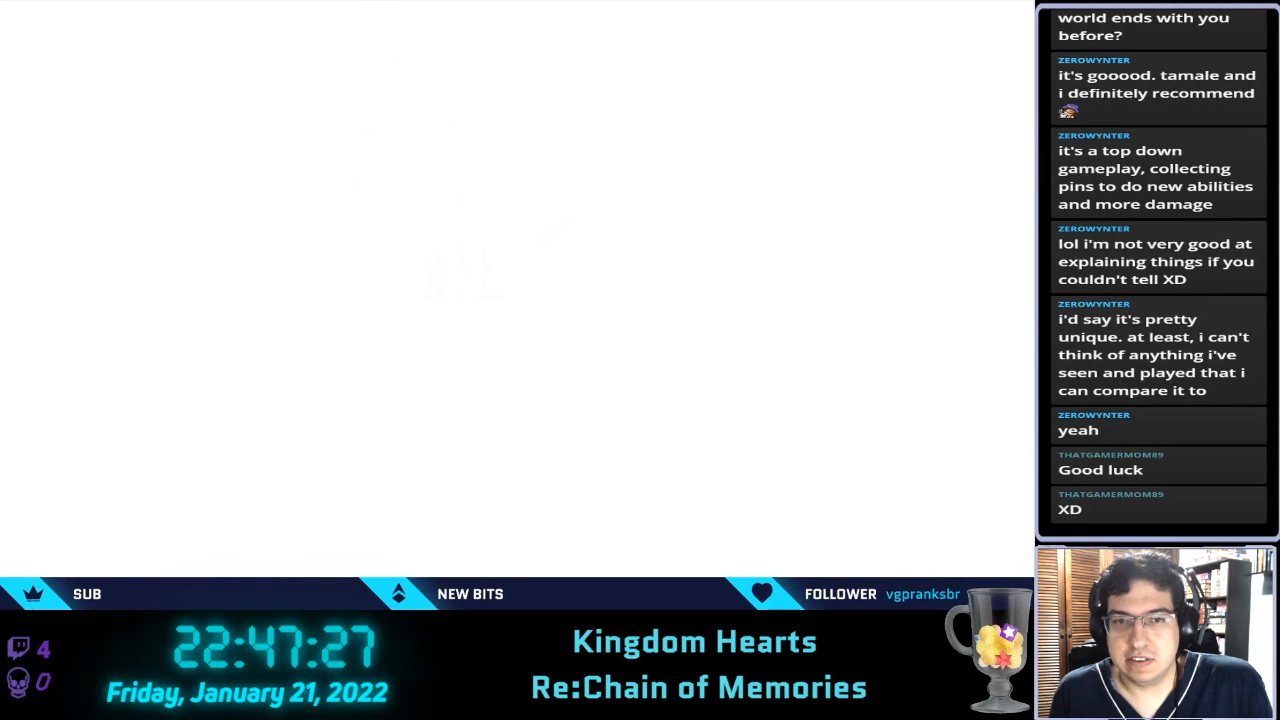 world ends with you
before?
ZEROWYNTER
it's gooood. tamale and
i definitely recommend
ZEROWYNTER
it's a top down
gameplay, collecting
pins to do new abilities
and more damage
ZEROWYNTER
lol i'm not very good at
explaining things if you
couldn't tell XD
ZEROWYNTER
i'd say it's pretty
unique. at least, i can't
think of anything i've
seen and played that i
can compare it to
ZEROWYNTER
yeah
THATGAMERMOM89
Good luck
THATGAMERMOM89
XD
SUB
NEW BITS
FOLLOWER vgpranksbr
4
0
22:47:27
Friday, January 21, 2022
Kingdom Hearts
Re:Chain of Memories